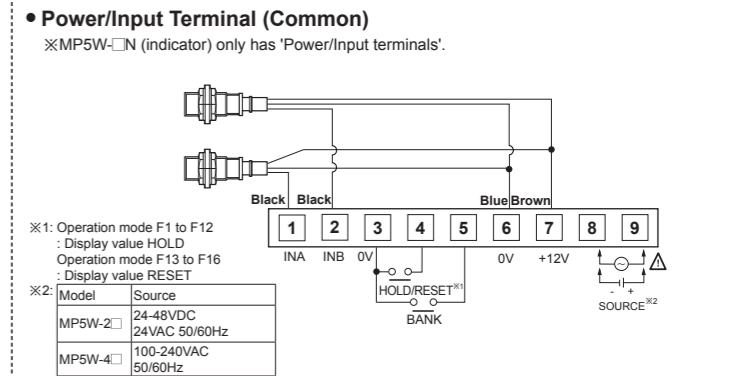 • Power/Input Terminal (Common)
※MP5W-□N (indicator) only has 'Power/Input terminals'.
Black Black Blue Brown
1 2 3 4 5 6 7 8 9
INA INB 0V 0V +12V
HOLD/RESET※1
BANK
- +
SOURCE※2
※1: Operation mode F1 to F12
: Display value HOLD
Operation mode F13 to F16
: Display value RESET
※2:
Model Source
MP5W-2□ 24-48VDC
24VAC 50/60Hz
MP5W-4□ 100-240VAC
50/60Hz